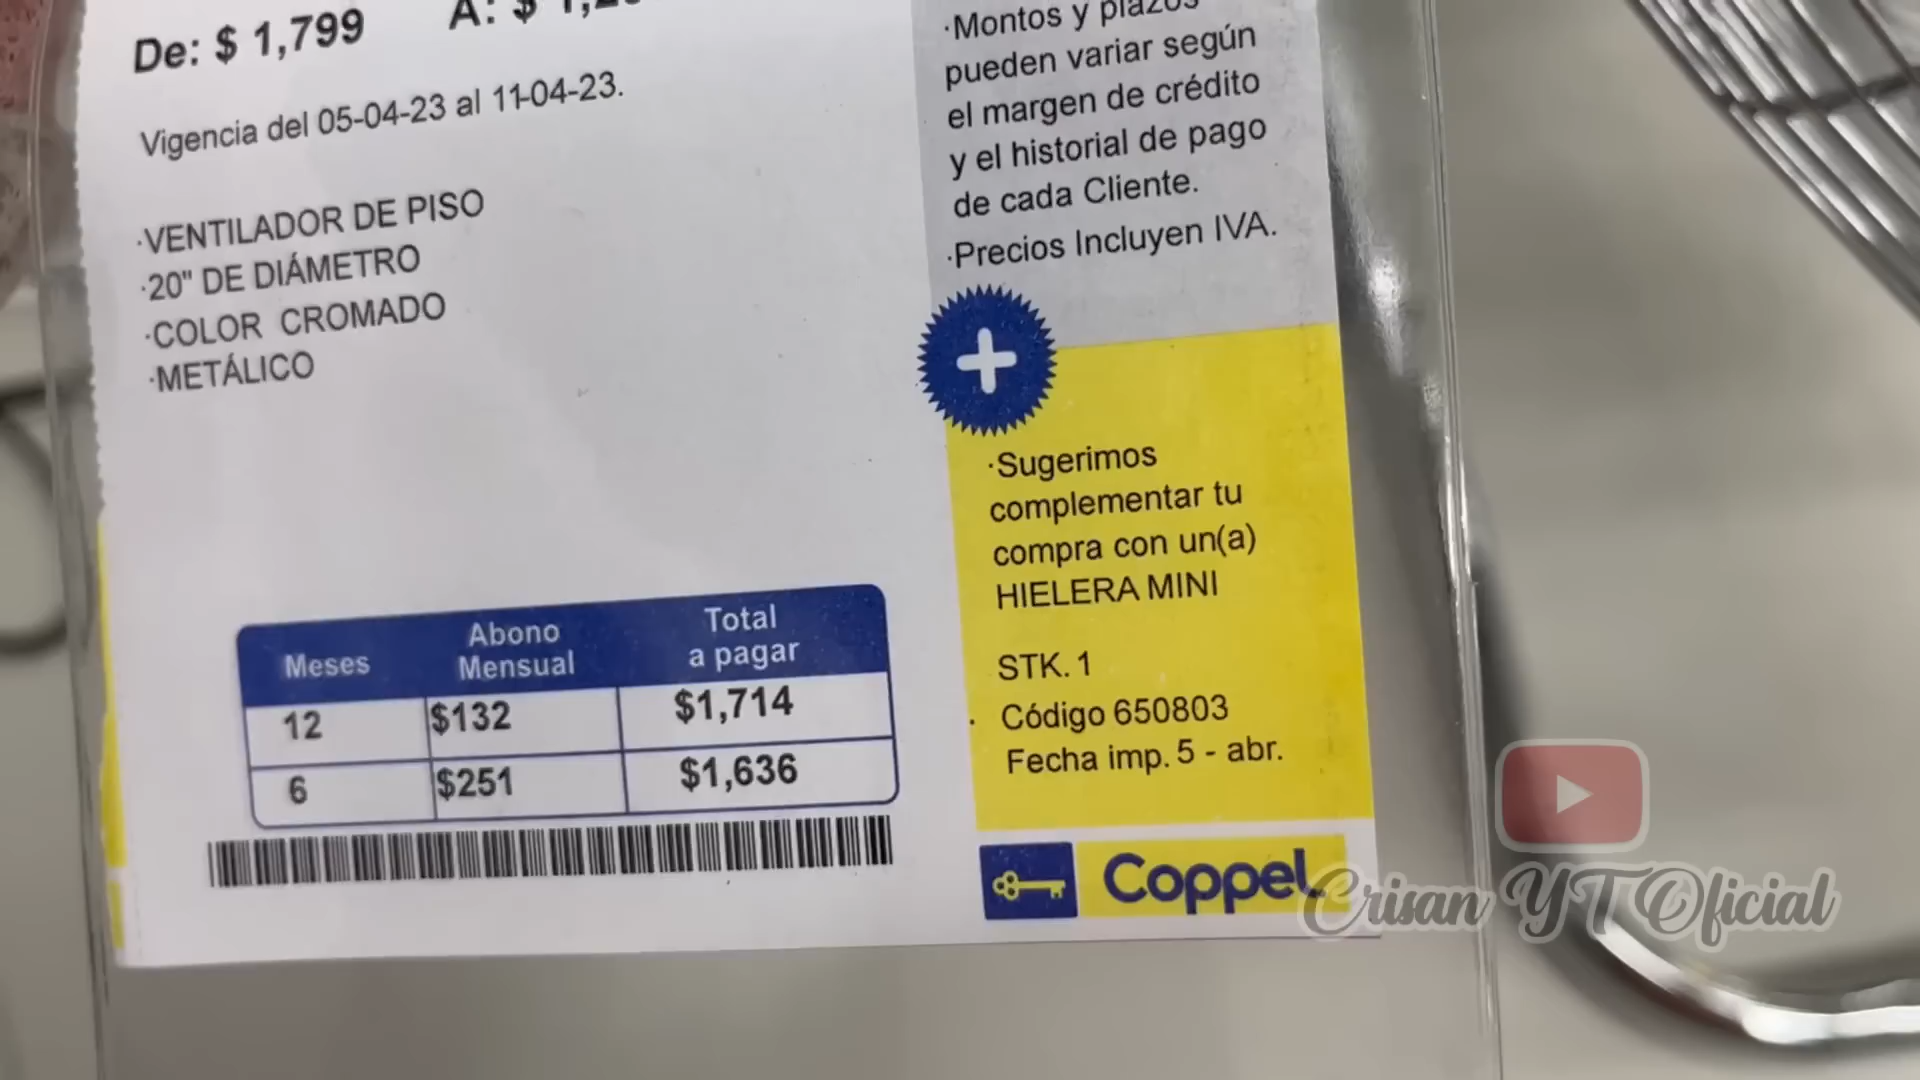 De: $ 1,799
A: $
Vigencia del 05-04-23 al 11-04-23.
·VENTILADOR DE PISO
·20" DE DIÁMETRO
·COLOR CROMADO
·METÁLICO
Meses Abono Mensual Total a pagar
12 $132 $1,714
6 $251 $1,636
·Montos y plazos
pueden variar según
el margen de crédito
y el historial de pago
de cada Cliente.
·Precios Incluyen IVA.
+
·Sugerimos
complementar tu
compra con un(a)
HIELERA MINI
STK. 1
Código 650803
Fecha imp. 5 - abr.
Coppel
Crisan YT Oficial